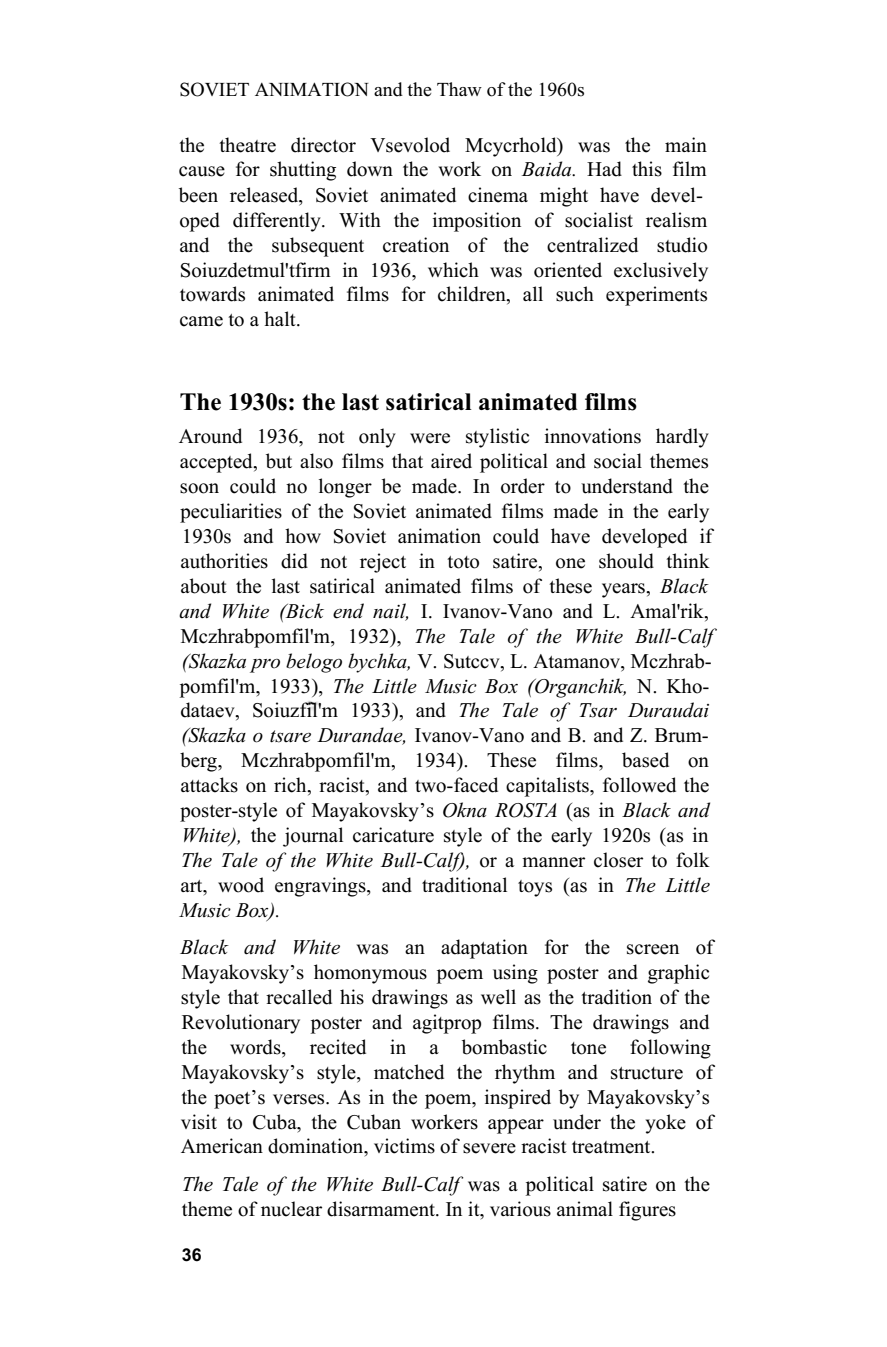 SOVIET ANIMATION and the Thaw of the 1960s
the theatre director Vsevolod Mcycrhold) was the main
cause for shutting down the work on Baida. Had this film
been released, Soviet animated cinema might have devel-
oped differently. With the imposition of socialist realism
and the subsequent creation of the centralized studio
Soiuzdetmul'tfirm in 1936, which was oriented exclusively
towards animated films for children, all such experiments
came to a halt.
The 1930s: the last satirical animated films
Around 1936, not only were stylistic innovations hardly
accepted, but also films that aired political and social themes
soon could no longer be made. In order to understand the
peculiarities of the Soviet animated films made in the early
1930s and how Soviet animation could have developed if
authorities did not reject in toto satire, one should think
about the last satirical animated films of these years, Black
and White (Bick end nail, I. Ivanov-Vano and L. Amal'rik,
Mczhrabpomfil'm, 1932), The Tale of the White Bull-Calf
(Skazka pro belogo bychka, V. Sutccv, L. Atamanov, Mczhrab-
pomfil'm, 1933), The Little Music Box (Organchik, N. Kho-
dataev, Soiuzfîl'm 1933), and The Tale of Tsar Duraudai
(Skazka o tsare Durandae, Ivanov-Vano and B. and Z. Brum-
berg, Mczhrabpomfil'm, 1934). These films, based on
attacks on rich, racist, and two-faced capitalists, followed the
poster-style of Mayakovsky’s Okna ROSTA (as in Black and
White), the journal caricature style of the early 1920s (as in
The Tale of the White Bull-Calf), or a manner closer to folk
art, wood engravings, and traditional toys (as in The Little
Music Box).
Black and White was an adaptation for the screen of
Mayakovsky’s homonymous poem using poster and graphic
style that recalled his drawings as well as the tradition of the
Revolutionary poster and agitprop films. The drawings and
the words, recited in a bombastic tone following
Mayakovsky’s style, matched the rhythm and structure of
the poet’s verses. As in the poem, inspired by Mayakovsky’s
visit to Cuba, the Cuban workers appear under the yoke of
American domination, victims of severe racist treatment.
The Tale of the White Bull-Calf was a political satire on the
theme of nuclear disarmament. In it, various animal figures
36